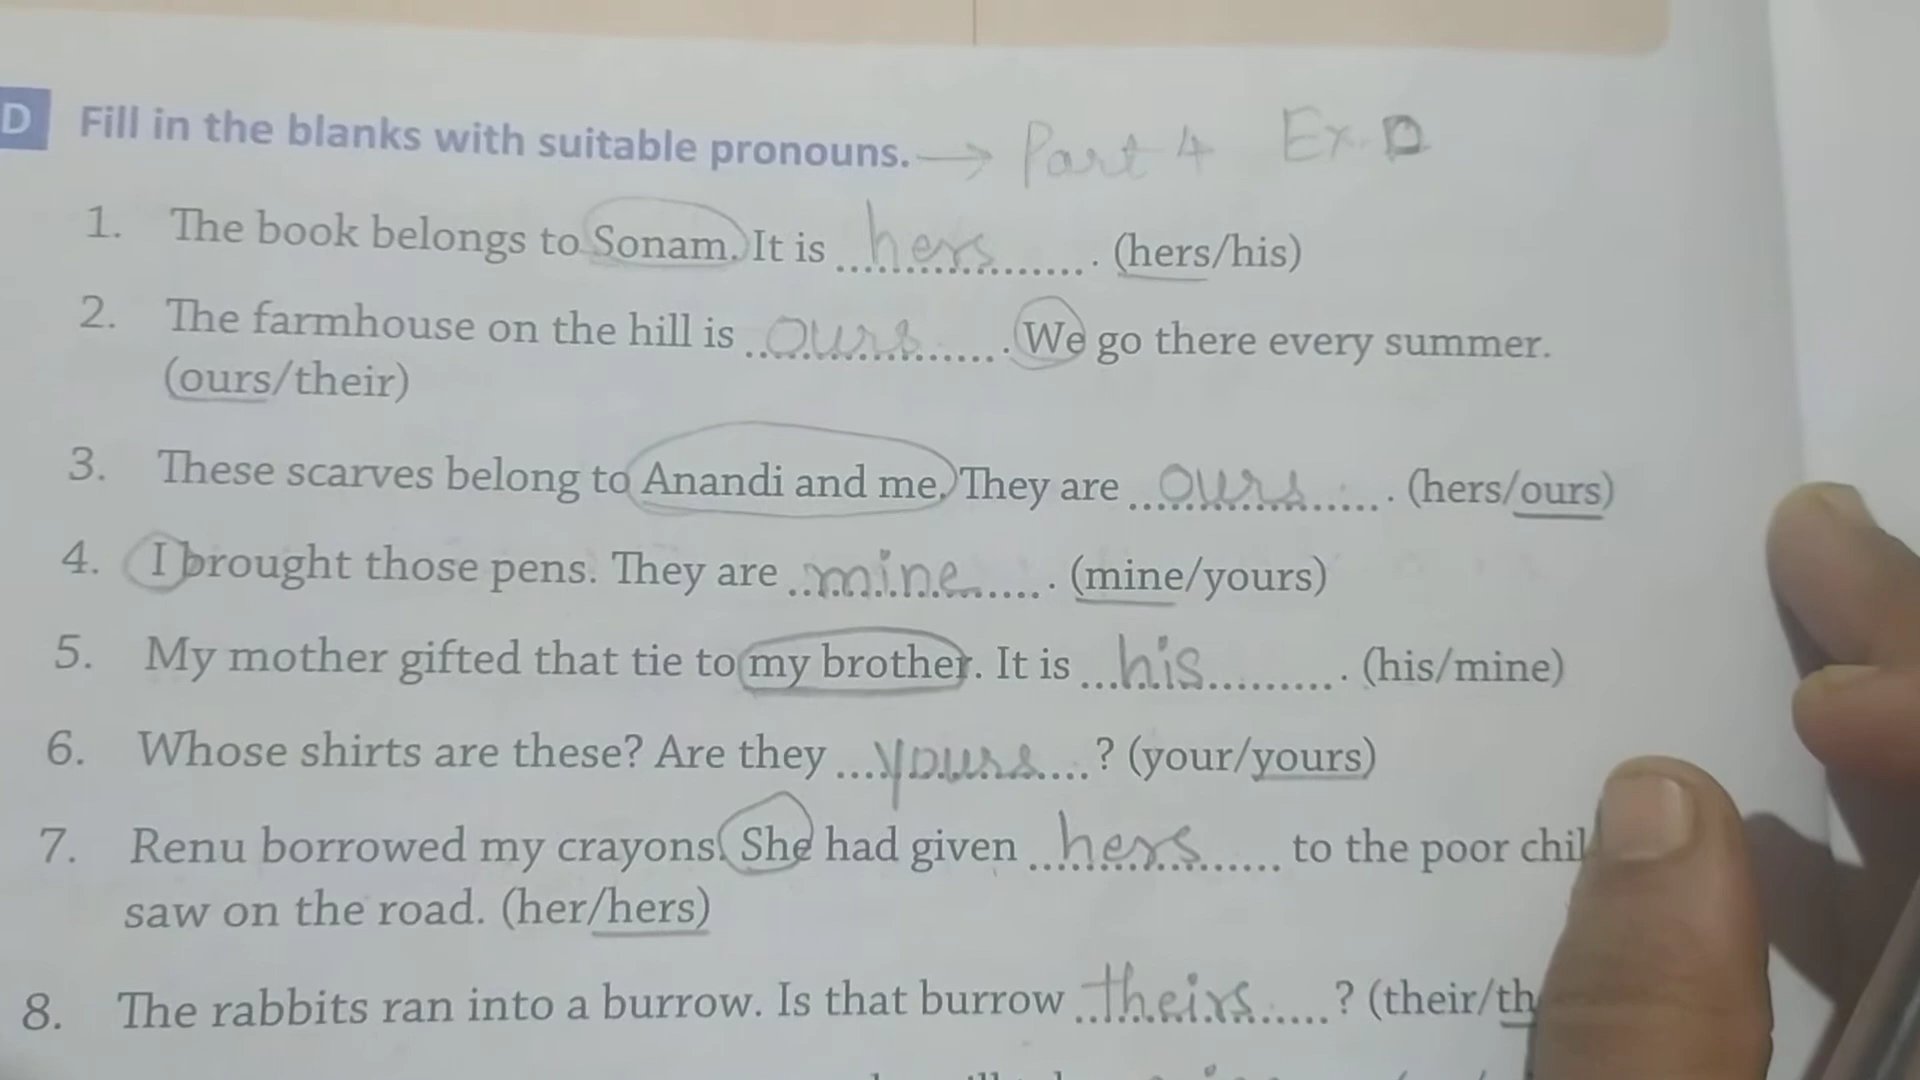 D Fill in the blanks with suitable pronouns. → Part 4 Ex. D
1. The book belongs to Sonam. It is hers. (hers/his)
2. The farmhouse on the hill is ours. We go there every summer.
(ours/their)
3. These scarves belong to Anandi and me. They are ours. (hers/ours)
4. I brought those pens. They are mine. (mine/yours)
5. My mother gifted that tie to my brother. It is his. (his/mine)
6. Whose shirts are these? Are they yours? (your/yours)
7. Renu borrowed my crayons. She had given hers to the poor chil
saw on the road. (her/hers)
8. The rabbits ran into a burrow. Is that burrow theirs? (their/th